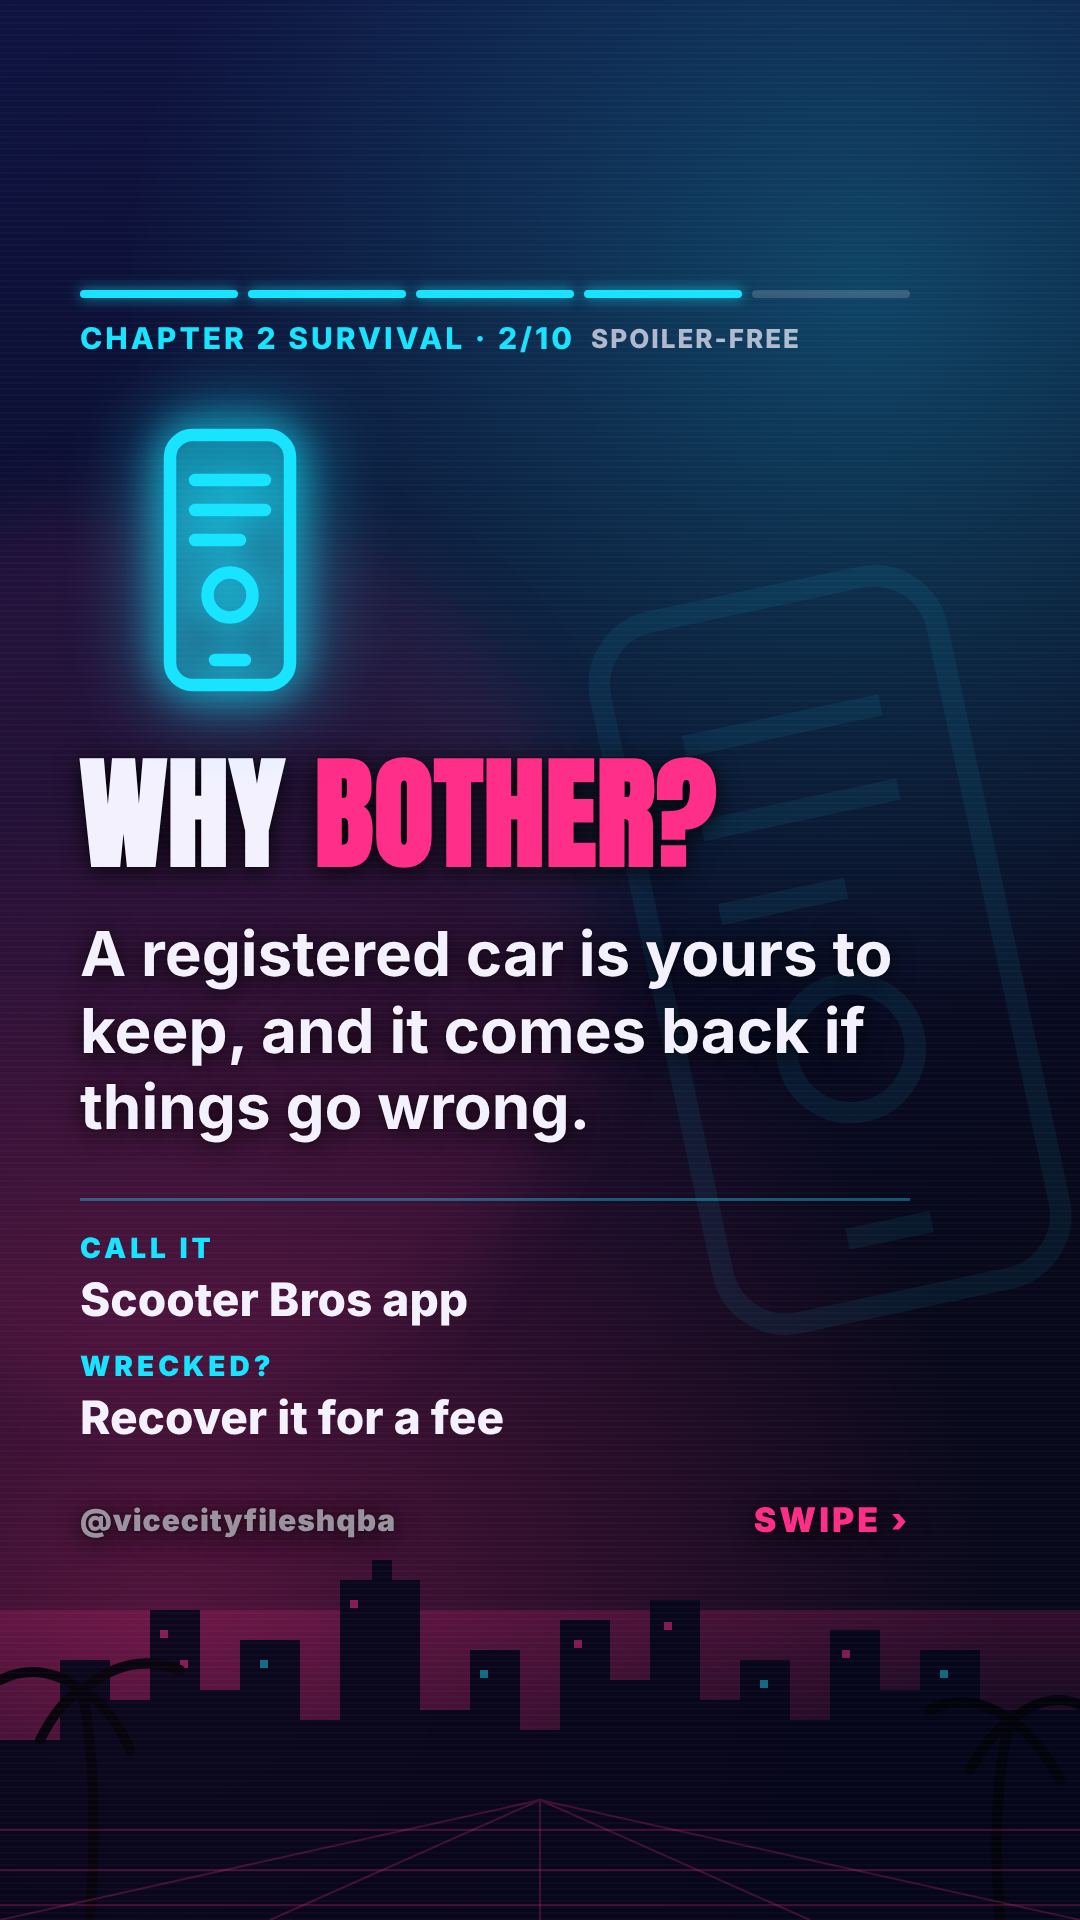 CHAPTER 2 SURVIVAL · 2/10 SPOILER-FREE
WHY BOTHER?
A registered car is yours to
keep, and it comes back if
things go wrong.
CALL IT
Scooter Bros app
WRECKED?
Recover it for a fee
@vicecityfileshqba
SWIPE ›